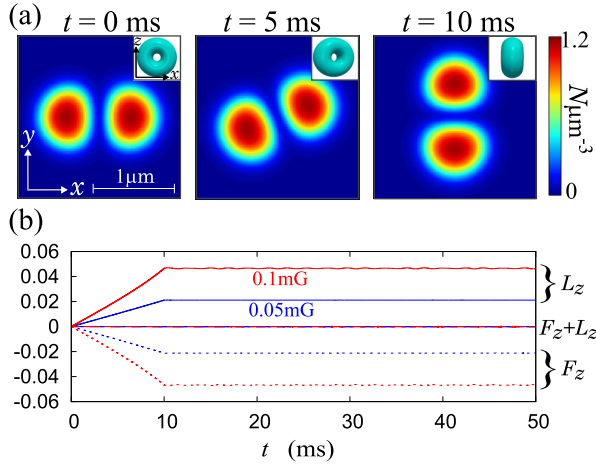 (a) t = 0 ms t = 5 ms t = 10 ms
z
x
y
x
1μm
1.2
Nμm⁻³
0
(b)
0.06
0.04
0.02
0
-0.02
-0.04
-0.06
0.1mG
0.05mG
} Lz
Fz+Lz
} Fz
0 10 20 30 40 50
t (ms)